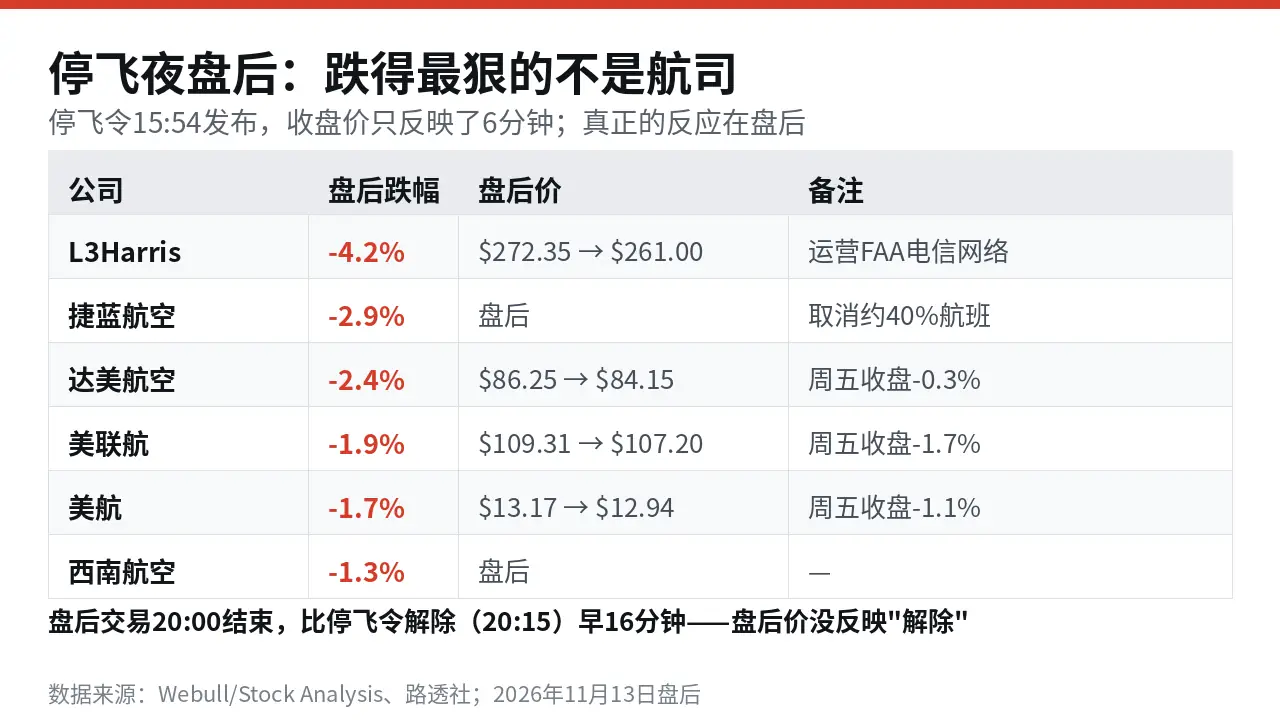 停飞夜盘后：跌得最狠的不是航司
停飞令15:54发布，收盘价只反映了6分钟；真正的反应在盘后
公司 盘后跌幅 盘后价 备注
L3Harris -4.2% $272.35 → $261.00 运营FAA电信网络
捷蓝航空 -2.9% 盘后 取消约40%航班
达美航空 -2.4% $86.25 → $84.15 周五收盘-0.3%
美联航 -1.9% $109.31 → $107.20 周五收盘-1.7%
美航 -1.7% $13.17 → $12.94 周五收盘-1.1%
西南航空 -1.3% 盘后 —
盘后交易20:00结束，比停飞令解除（20:15）早16分钟——盘后价没反映"解除"
数据来源：Webull/Stock Analysis、路透社；2026年11月13日盘后